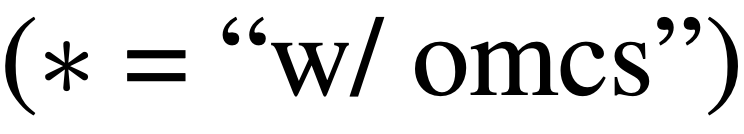 (* = “w/ omcs”)